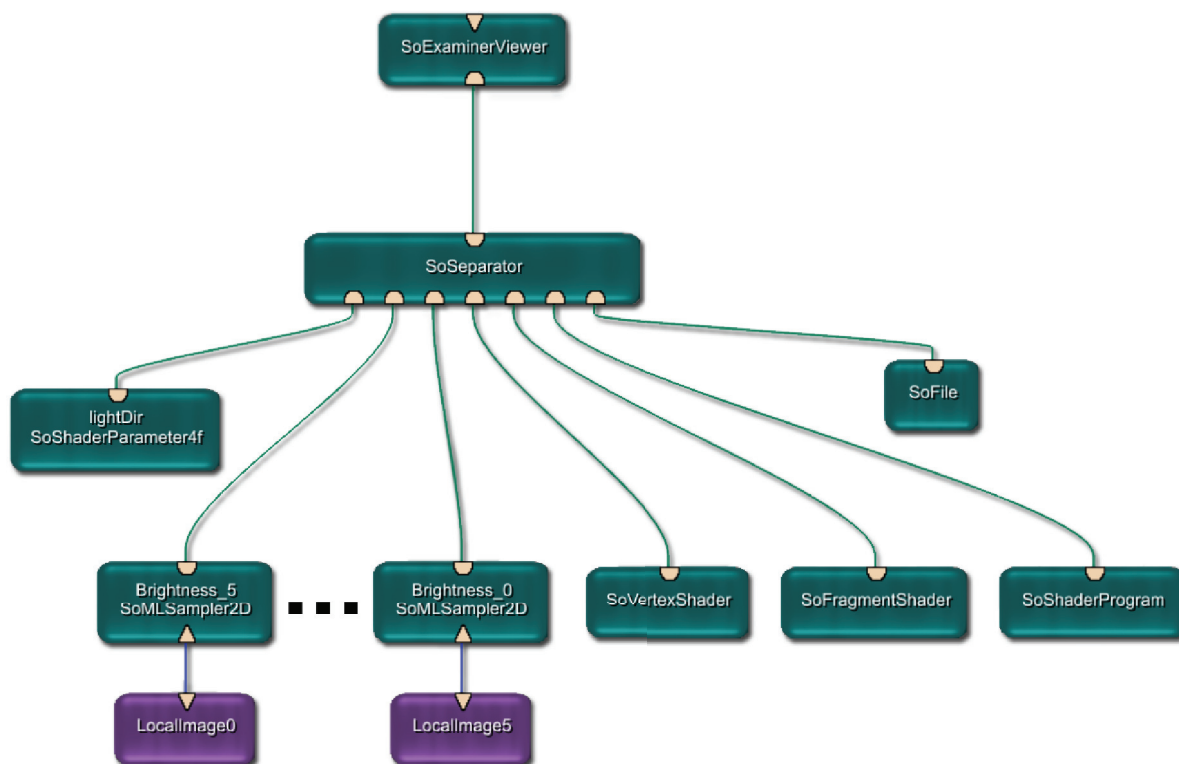 SoExaminerViewer
SoSeparator
lightDir
SoShaderParameter4f
SoFile
Brightness_5
SoMLSampler2D
Brightness_0
SoMLSampler2D
SoVertexShader
SoFragmentShader
SoShaderProgram
LocalImage0
LocalImage5